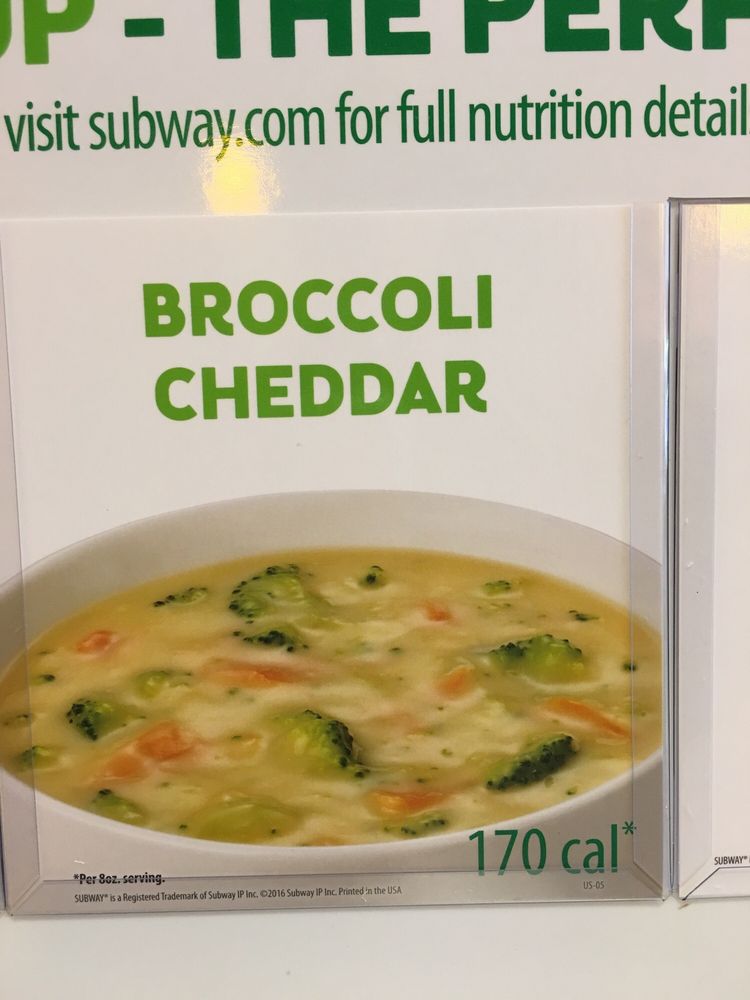 UP - THE PERF
visit subway.com for full nutrition detail
BROCCOLI
CHEDDAR
170 cal*
*Per 8oz. serving.
US-05
SUBWAY® is a Registered Trademark of Subway IP Inc. ©2016 Subway IP Inc. Printed in the USA
SUBWAY®